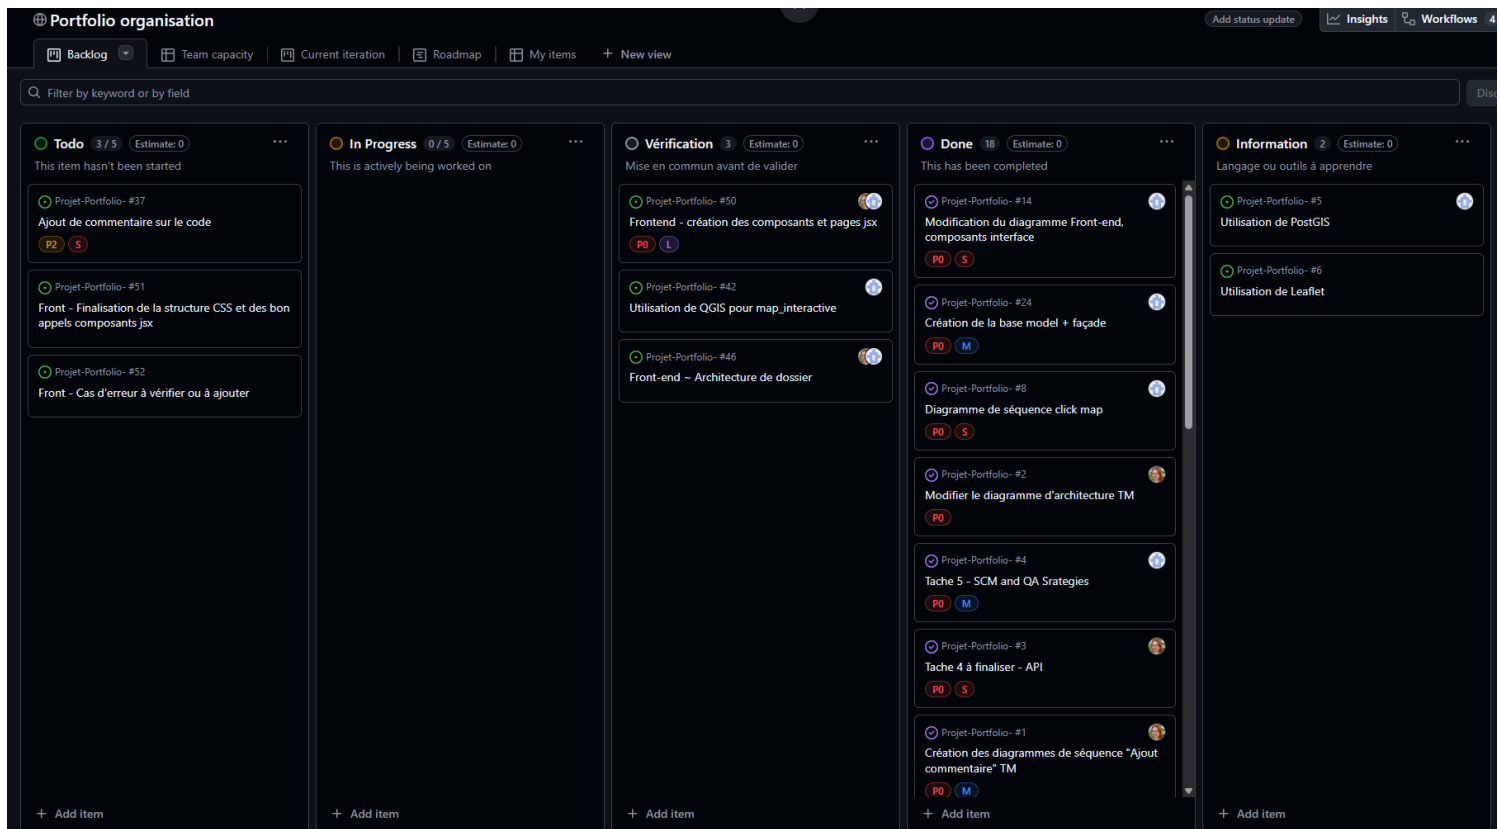 Portfolio organisation
Add status update
Insights
Workflows 4
Backlog
Team capacity
Current iteration
Roadmap
My items
New view
Filter by keyword or by field
Disc
Todo 3 / 5 Estimate: 0
This item hasn't been started
Projet-Portfolio- #37
Ajout de commentaire sur le code
P2 S
Projet-Portfolio- #51
Front - Finalisation de la structure CSS et des bon
appels composants jsx
Projet-Portfolio- #52
Front - Cas d'erreur à vérifier ou à ajouter
Add item
In Progress 0 / 5 Estimate: 0
This is actively being worked on
Add item
Vérification 3 Estimate: 0
Mise en commun avant de valider
Projet-Portfolio- #50
Frontend - création des composants et pages jsx
P0 L
Projet-Portfolio- #42
Utilisation de QGIS pour map_interactive
Projet-Portfolio- #46
Front-end ~ Architecture de dossier
Add item
Done 18 Estimate: 0
This has been completed
Projet-Portfolio- #14
Modification du diagramme Front-end,
composants interface
P0 S
Projet-Portfolio- #24
Création de la base model + façade
P0 M
Projet-Portfolio- #8
Diagramme de séquence click map
P0 S
Projet-Portfolio- #2
Modifier le diagramme d'architecture TM
P0
Projet-Portfolio- #4
Tache 5 - SCM and QA Srategies
P0 M
Projet-Portfolio- #3
Tache 4 à finaliser - API
P0 S
Projet-Portfolio- #1
Création des diagrammes de séquence "Ajout
commentaire" TM
P0 M
Add item
Information 2 Estimate: 0
Langage ou outils à apprendre
Projet-Portfolio- #5
Utilisation de PostGIS
Projet-Portfolio- #6
Utilisation de Leaflet
Add item